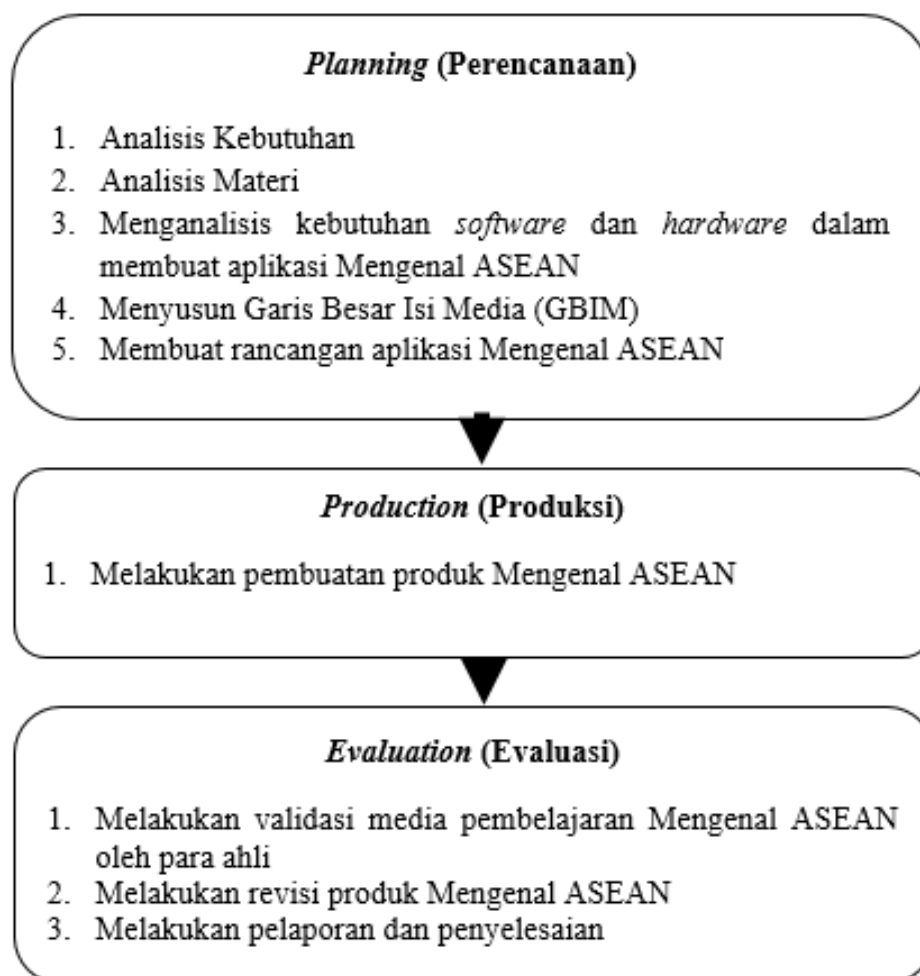 Planning (Perencanaan)
1. Analisis Kebutuhan
2. Analisis Materi
3. Menganalisis kebutuhan software dan hardware dalam
membuat aplikasi Mengenal ASEAN
4. Menyusun Garis Besar Isi Media (GBIM)
5. Membuat rancangan aplikasi Mengenal ASEAN
Production (Produksi)
1. Melakukan pembuatan produk Mengenal ASEAN
Evaluation (Evaluasi)
1. Melakukan validasi media pembelajaran Mengenal ASEAN
oleh para ahli
2. Melakukan revisi produk Mengenal ASEAN
3. Melakukan pelaporan dan penyelesaian